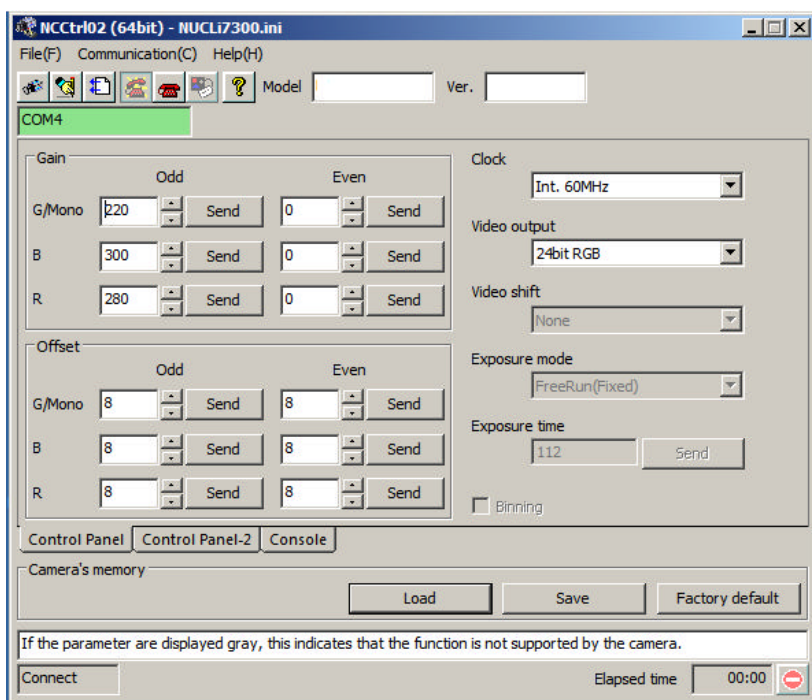 NCCtrl02 (64bit) - NUCLi7300.ini
File(F) Communication(C) Help(H)
Model Ver.
COM4
Gain
Odd Even
G/Mono 220 Send 0 Send
B 300 Send 0 Send
R 280 Send 0 Send
Offset
Odd Even
G/Mono 8 Send 8 Send
B 8 Send 8 Send
R 8 Send 8 Send
Clock
Int. 60MHz
Video output
24bit RGB
Video shift
None
Exposure mode
FreeRun(Fixed)
Exposure time
112 Send
Binning
Control Panel Control Panel-2 Console
Camera's memory
Load Save Factory default
If the parameter are displayed gray, this indicates that the function is not supported by the camera.
Connect Elapsed time 00:00